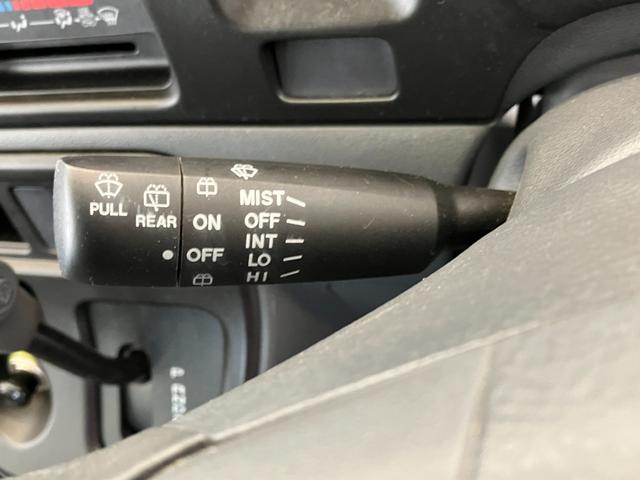 PULL
REAR
ON
OFF
MIST
OFF
INT
LO
HI